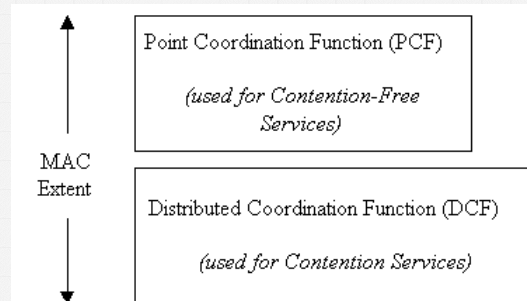 Point Coordination Function (PCF)
(used for Contention-Free
Services)
MAC
Extent
Distributed Coordination Function (DCF)
(used for Contention Services)